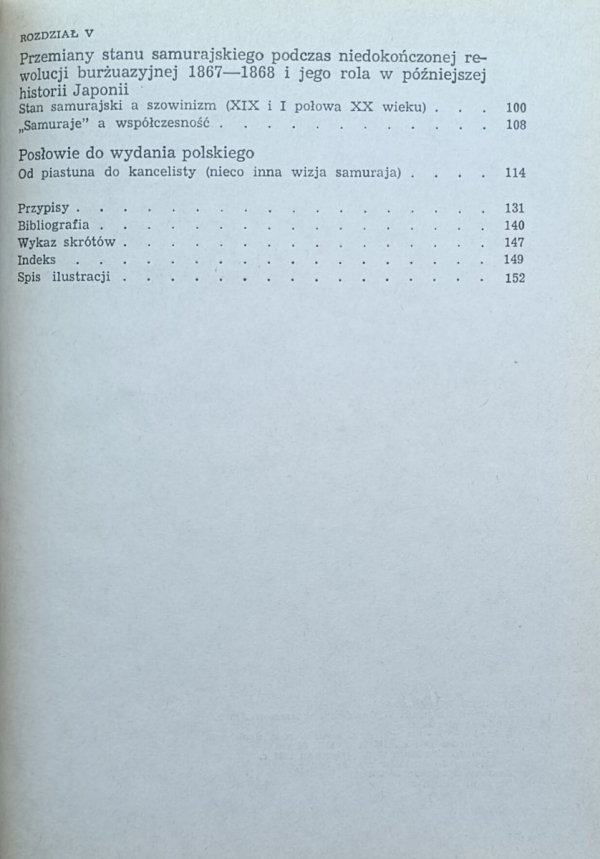 ROZDZIAŁ V
Przemiany stanu samurajskiego podczas niedokończonej re-
wolucji burżuazyjnej 1867—1868 i jego rola w późniejszej
historii Japonii
Stan samurajski a szowinizm (XIX i I połowa XX wieku) . . . 100
„Samuraje” a współczesność . . . . . . . . . . . 108
Posłowie do wydania polskiego
Od piastuna do kancelisty (nieco inna wizja samuraja) . . . . 114
Przypisy . . . . . . . . . . . . . . . . . 131
Bibliografia . . . . . . . . . . . . . . . . 140
Wykaz skrótów . . . . . . . . . . . . . . . 147
Indeks . . . . . . . . . . . . . . . . . 149
Spis ilustracji . . . . . . . . . . . . . . . 152